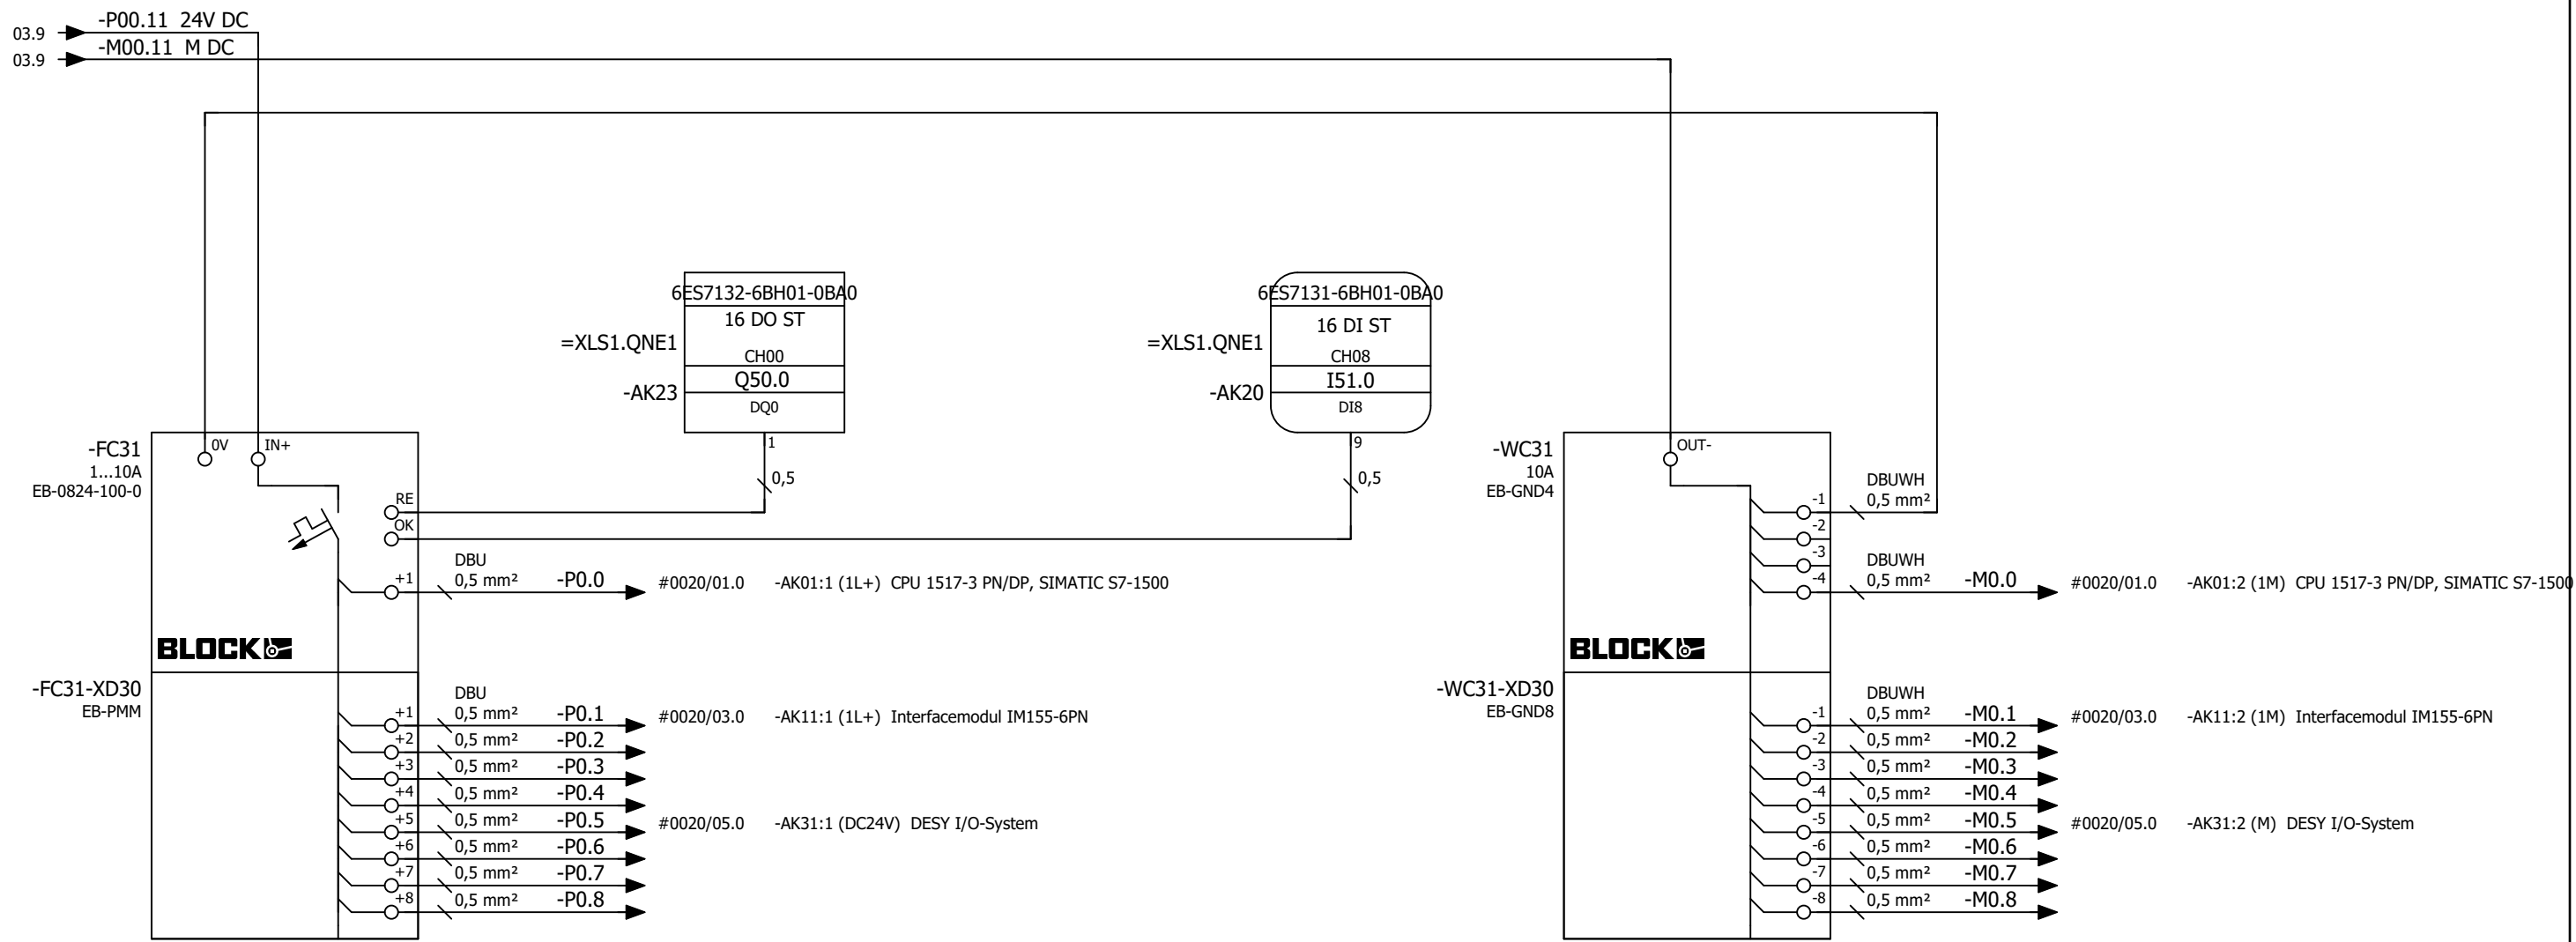 -P00.11 24V DC
03.9
-M00.11 M DC
03.9
6ES7132-6BH01-0BA0
16 DO ST
=XLS1.QNE1
CH00
Q50.0
-AK23
DQ0
1
0,5
6ES7131-6BH01-0BA0
16 DI ST
=XLS1.QNE1
CH08
I51.0
-AK20
DI8
9
0,5
-FC31
1...10A
EB-0824-100-0
0V
IN+
RE
OK
+1
DBU
0,5 mm²
-P0.0
#0020/01.0 -AK01:1 (1L+) CPU 1517-3 PN/DP, SIMATIC S7-1500
BLOCK
-FC31-XD30
EB-PMM
DBU
+1 0,5 mm² -P0.1 #0020/03.0 -AK11:1 (1L+) Interfacemodul IM155-6PN
+2 0,5 mm² -P0.2
+3 0,5 mm² -P0.3
+4 0,5 mm² -P0.4
+5 0,5 mm² -P0.5 #0020/05.0 -AK31:1 (DC24V) DESY I/O-System
+6 0,5 mm² -P0.6
+7 0,5 mm² -P0.7
+8 0,5 mm² -P0.8
-WC31
10A
EB-GND4
OUT-
DBUWH
-1 0,5 mm²
-2
-3
DBUWH
-4 0,5 mm² -M0.0 #0020/01.0 -AK01:2 (1M) CPU 1517-3 PN/DP, SIMATIC S7-1500
BLOCK
-WC31-XD30
EB-GND8
DBUWH
-1 0,5 mm² -M0.1 #0020/03.0 -AK11:2 (1M) Interfacemodul IM155-6PN
-2 0,5 mm² -M0.2
-3 0,5 mm² -M0.3
-4 0,5 mm² -M0.4
-5 0,5 mm² -M0.5 #0020/05.0 -AK31:2 (M) DESY I/O-System
-6 0,5 mm² -M0.6
-7 0,5 mm² -M0.7
-8 0,5 mm² -M0.8